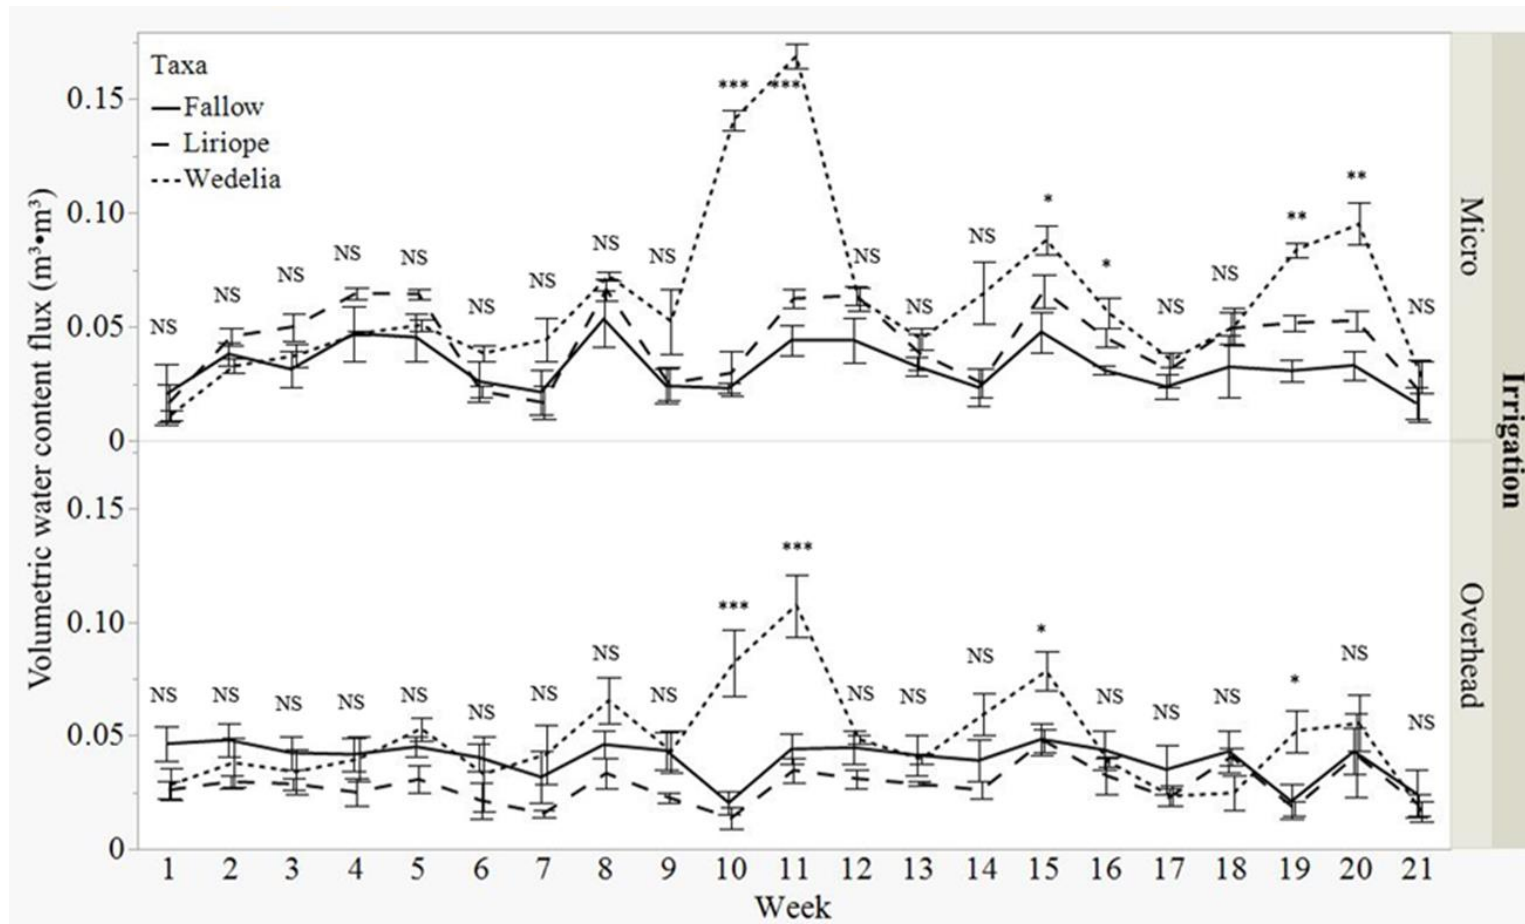 Taxa
Fallow
Liriope
Wedelia
Volumetric water content flux (m³•m³)
0.15
0.10
0.05
0
NS NS NS NS NS NS NS NS NS *** *** NS NS NS * * NS NS ** ** NS
Micro
0.15
0.10
0.05
0
NS NS NS NS NS NS NS NS NS *** *** NS NS NS * NS NS NS * NS NS
Overhead
Irrigation
1 2 3 4 5 6 7 8 9 10 11 12 13 14 15 16 17 18 19 20 21
Week